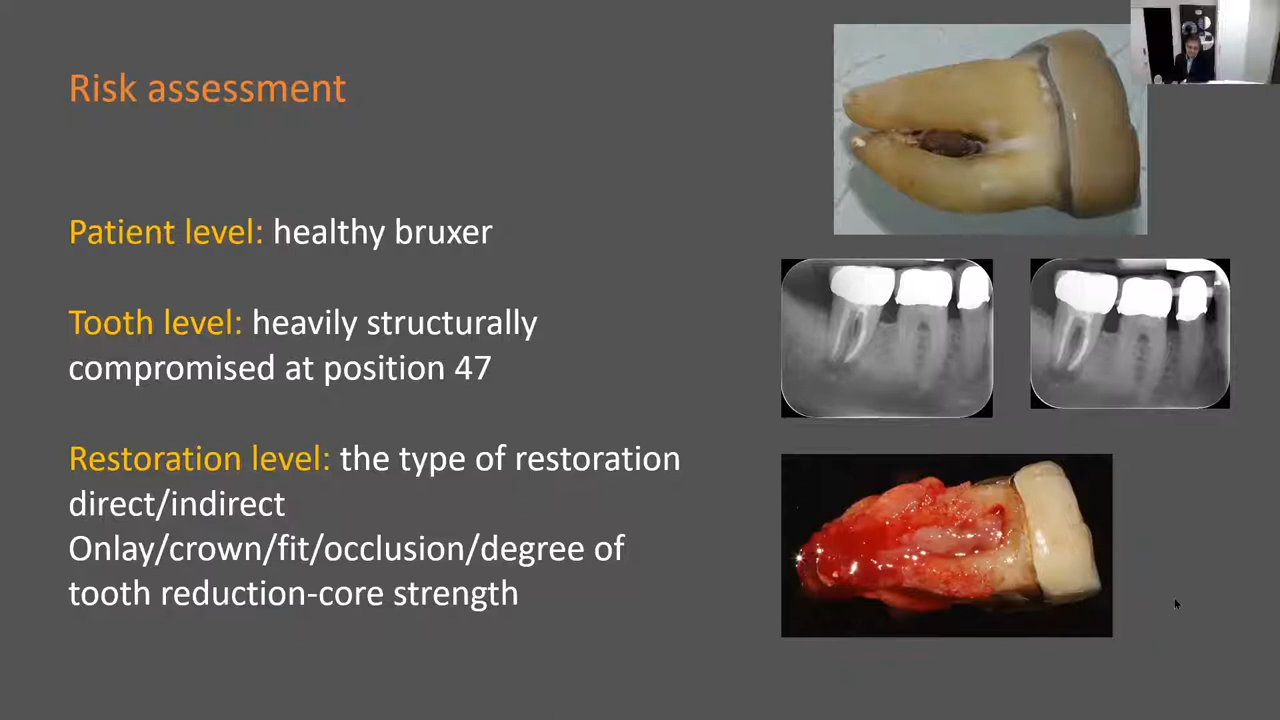 Risk assessment
Patient level: healthy bruxer
Tooth level: heavily structurally
compromised at position 47
Restoration level: the type of restoration
direct/indirect
Onlay/crown/fit/occlusion/degree of
tooth reduction-core strength